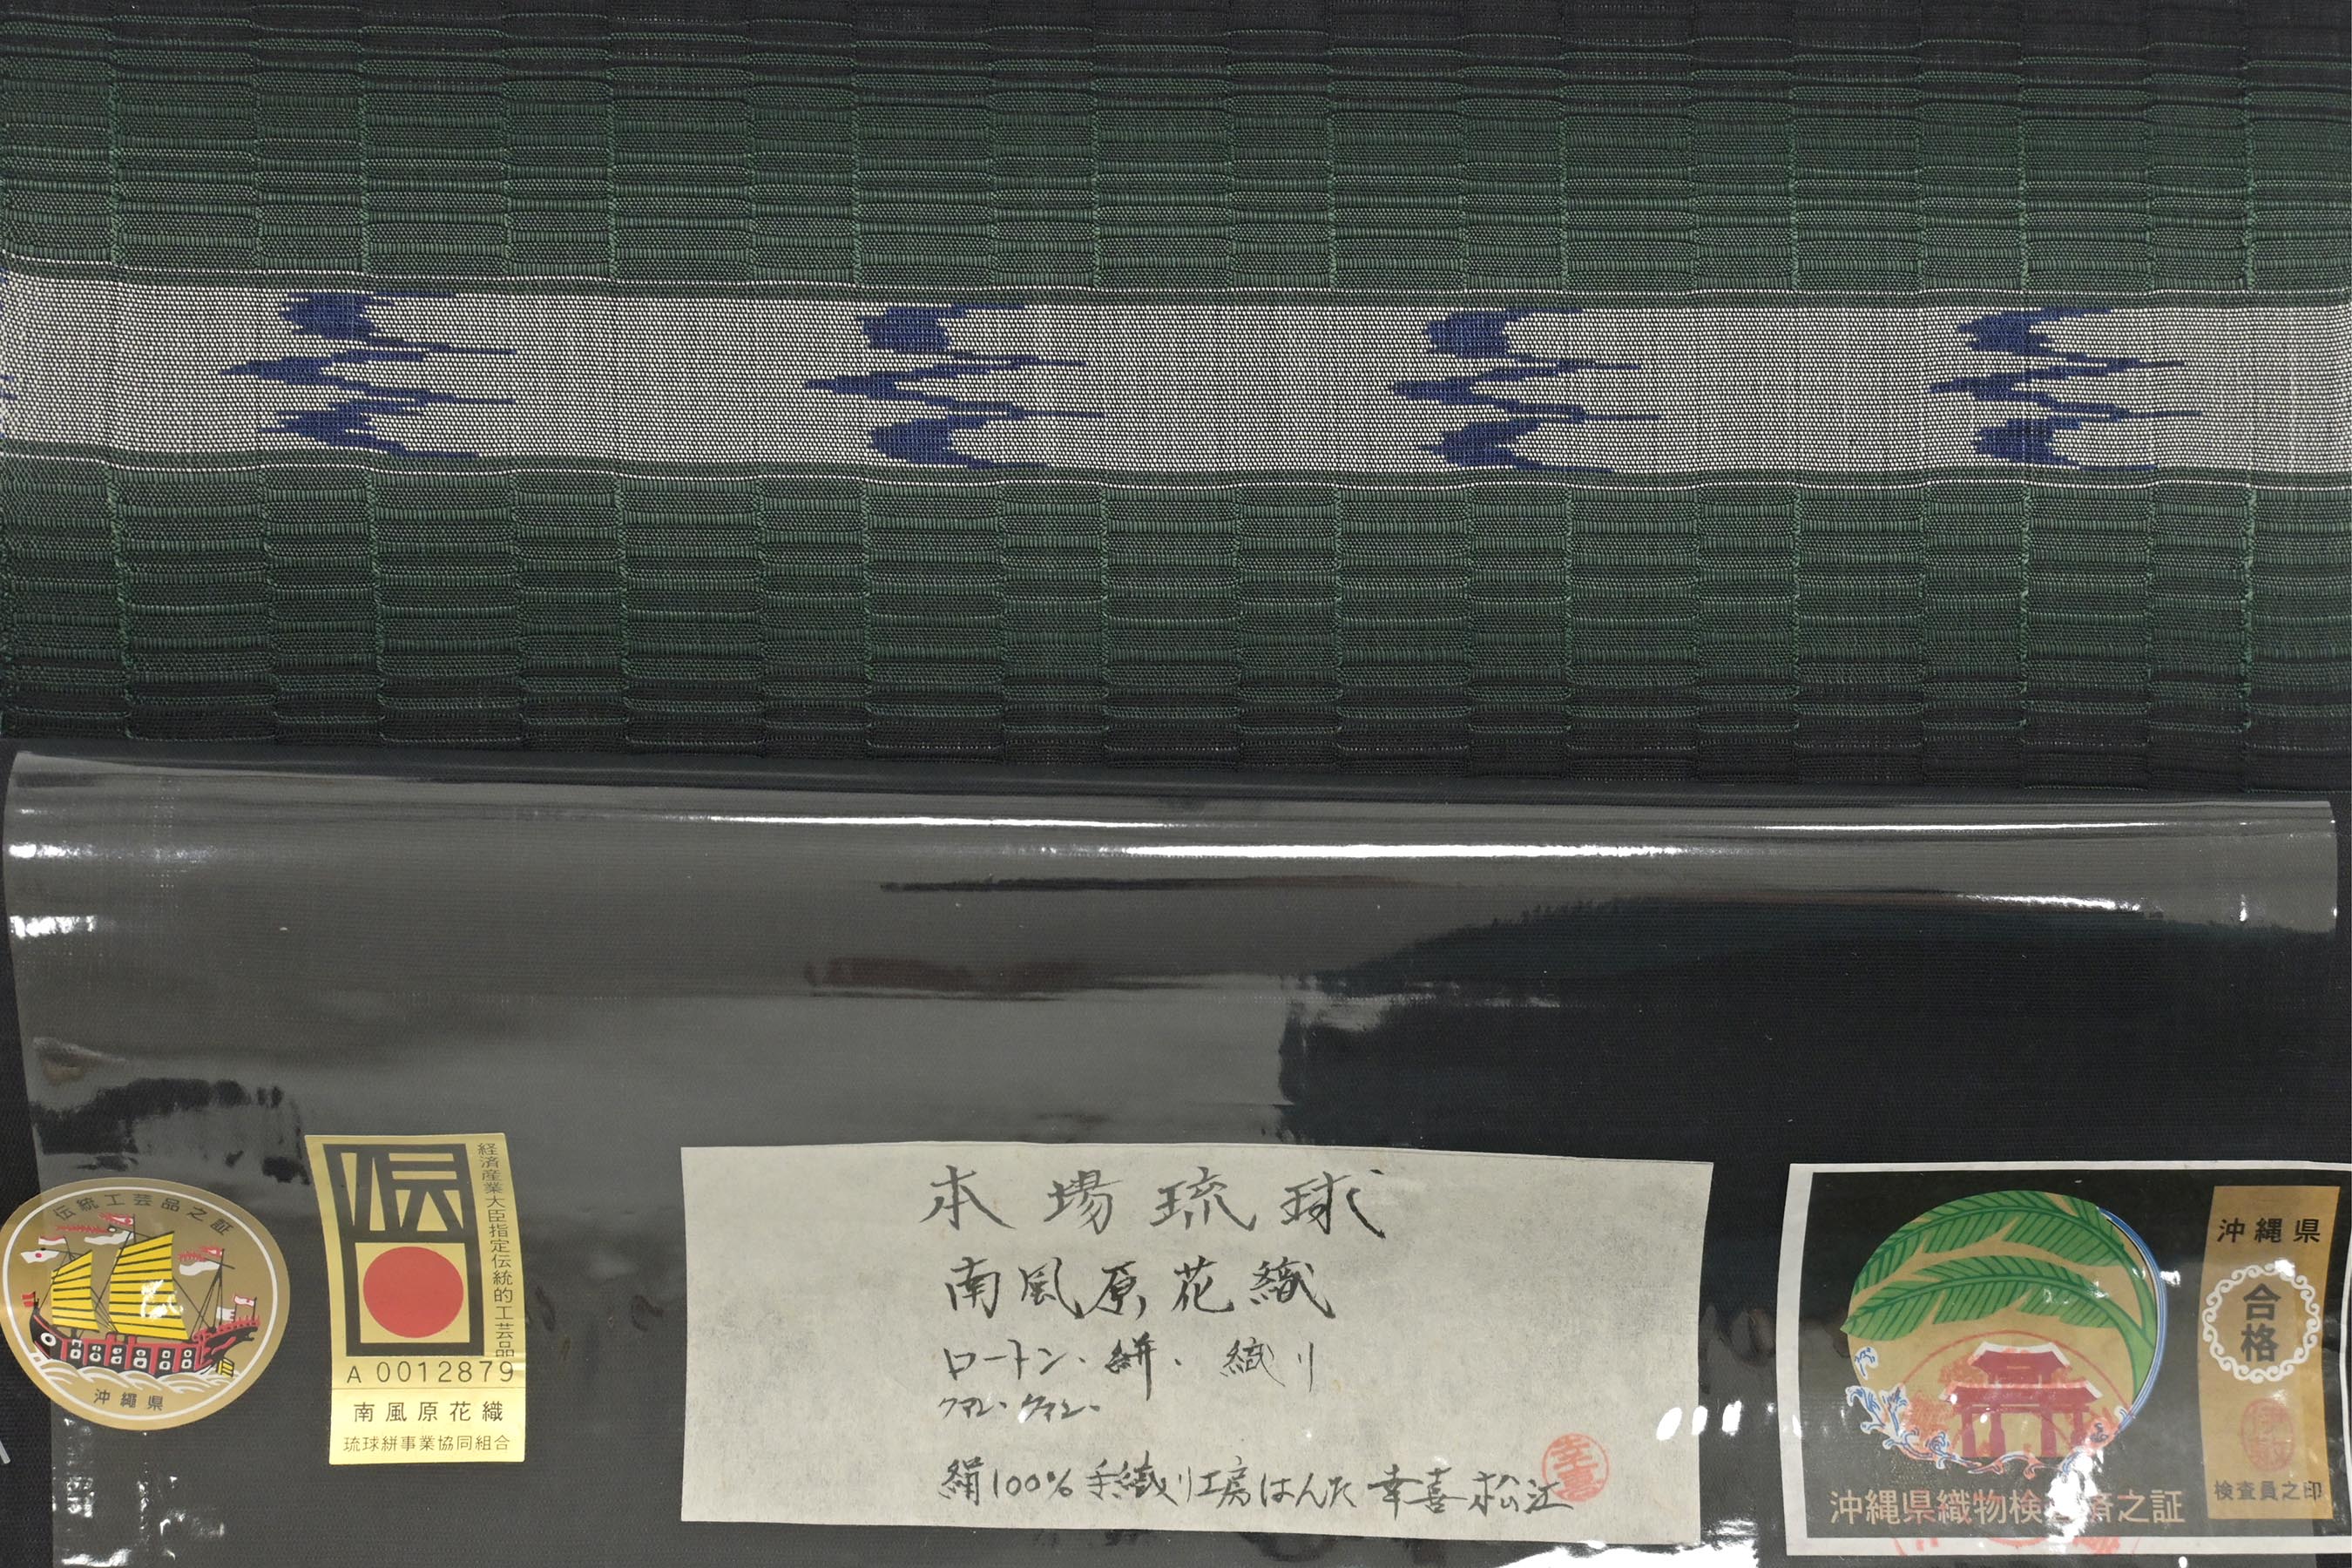 伝統工芸品之証
沖縄県
経済産業大臣指定伝統的工芸品
伝
A 0012879
南風原花織
琉球絣事業協同組合
本場琉球
南風原花織
ロートン・絣・織り
絹100%手織り工房はんた 幸喜松江
幸喜
沖縄県
合格
検査員之印
沖縄県織物検 済之証